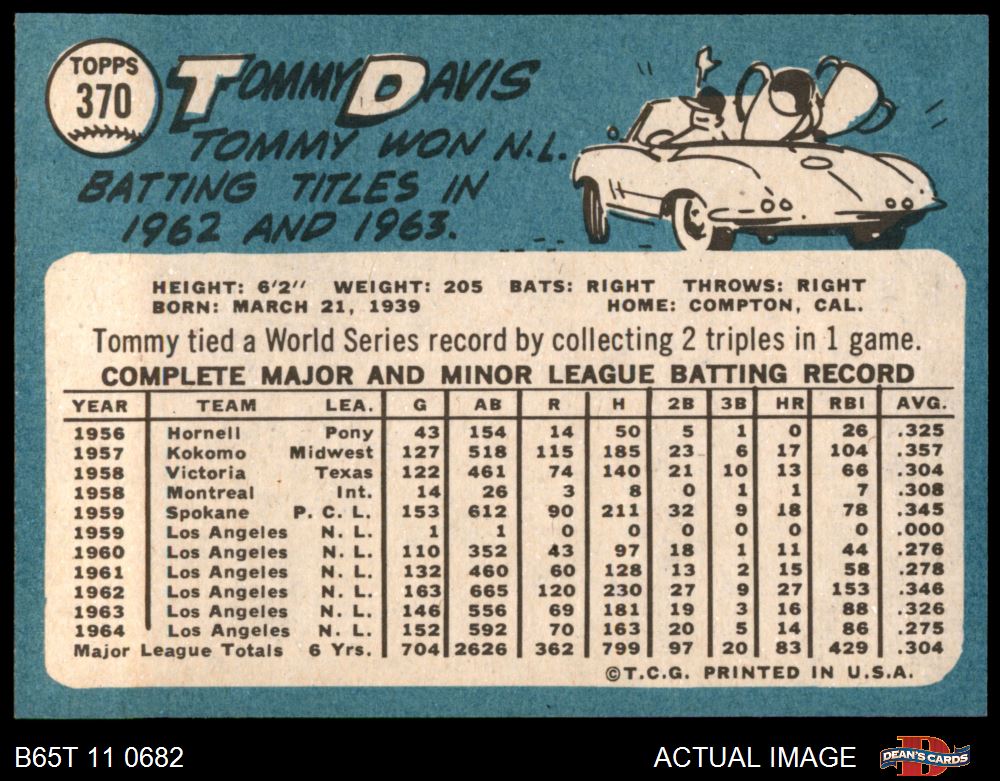 TOPPS
370
TOMMY DAVIS
TOMMY WON N.L.
BATTING TITLES IN
1962 AND 1963.
HEIGHT: 6'2" WEIGHT: 205 BATS: RIGHT THROWS: RIGHT
BORN: MARCH 21, 1939 HOME: COMPTON, CAL.
Tommy tied a World Series record by collecting 2 triples in 1 game.
COMPLETE MAJOR AND MINOR LEAGUE BATTING RECORD
YEAR TEAM LEA. G AB R H 2B 3B HR RBI AVG.
1956 Hornell Pony 43 154 14 50 5 1 0 26 .325
1957 Kokomo Midwest 127 518 115 185 23 6 17 104 .357
1958 Victoria Texas 122 461 74 140 21 10 13 66 .304
1958 Montreal Int. 14 26 3 8 0 1 1 7 .308
1959 Spokane P. C. L. 153 612 90 211 32 9 18 78 .345
1959 Los Angeles N. L. 1 1 0 0 0 0 0 0 .000
1960 Los Angeles N. L. 110 352 43 97 18 1 11 44 .276
1961 Los Angeles N. L. 132 460 60 128 13 2 15 58 .278
1962 Los Angeles N. L. 163 665 120 230 27 9 27 153 .346
1963 Los Angeles N. L. 146 556 69 181 19 3 16 88 .326
1964 Los Angeles N. L. 152 592 70 163 20 5 14 86 .275
Major League Totals 6 Yrs. 704 2626 362 799 97 20 83 429 .304
©T.C.G. PRINTED IN U.S.A.
B65T 11 0682 ACTUAL IMAGE DEAN'S CARDS